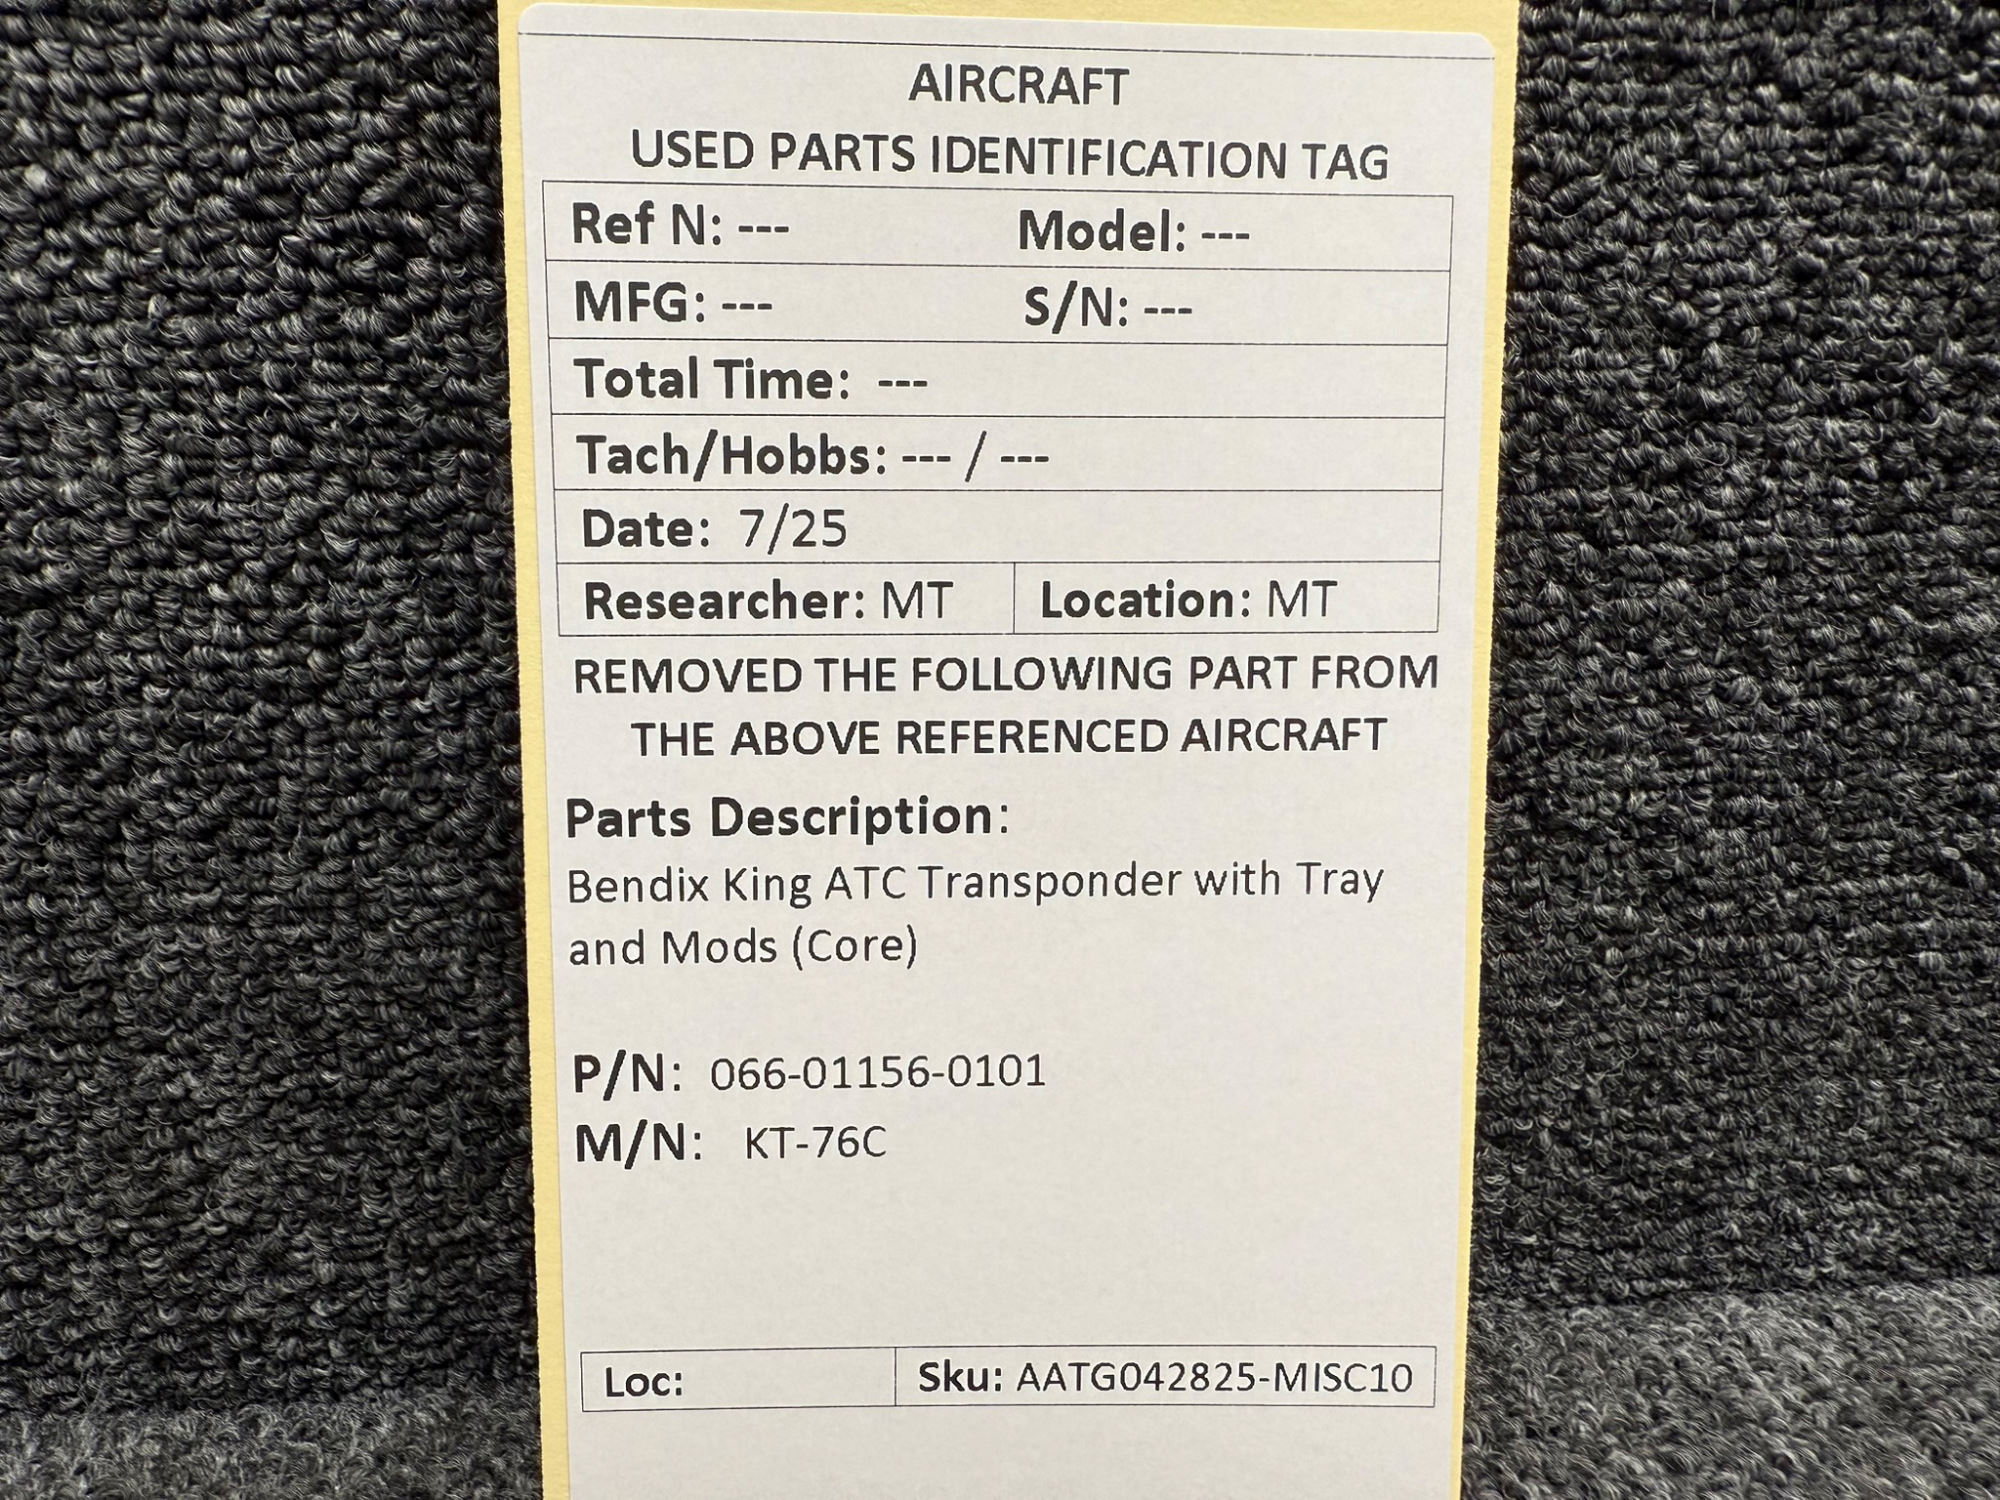 AIRCRAFT
USED PARTS IDENTIFICATION TAG
Ref N: --- Model: ---
MFG: --- S/N: ---
Total Time: ---
Tach/Hobbs: --- / ---
Date: 7/25
Researcher: MT Location: MT
REMOVED THE FOLLOWING PART FROM
THE ABOVE REFERENCED AIRCRAFT
Parts Description:
Bendix King ATC Transponder with Tray
and Mods (Core)
P/N: 066-01156-0101
M/N: KT-76C
Loc: Sku: AATG042825-MISC10